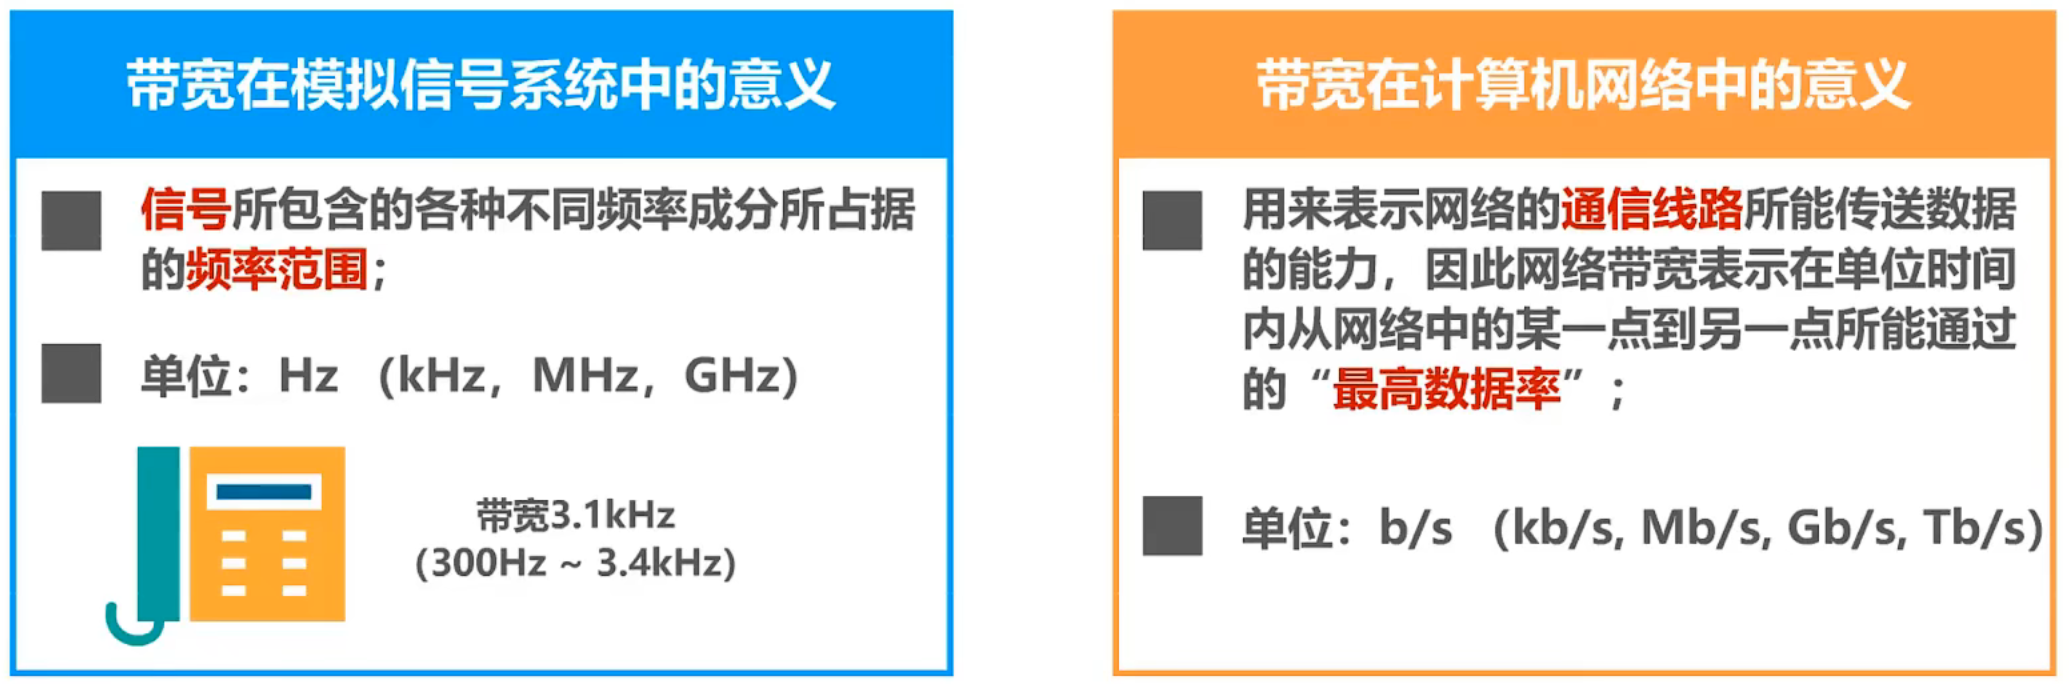 带宽在模拟信号系统中的意义
信号所包含的各种不同频率成分所占据
的频率范围；
单位：Hz （kHz，MHz，GHz）
带宽3.1kHz
(300Hz ~ 3.4kHz)
带宽在计算机网络中的意义
用来表示网络的通信线路所能传送数据
的能力，因此网络带宽表示在单位时间
内从网络中的某一点到另一点所能通过
的“最高数据率”；
单位：b/s （kb/s, Mb/s, Gb/s, Tb/s）